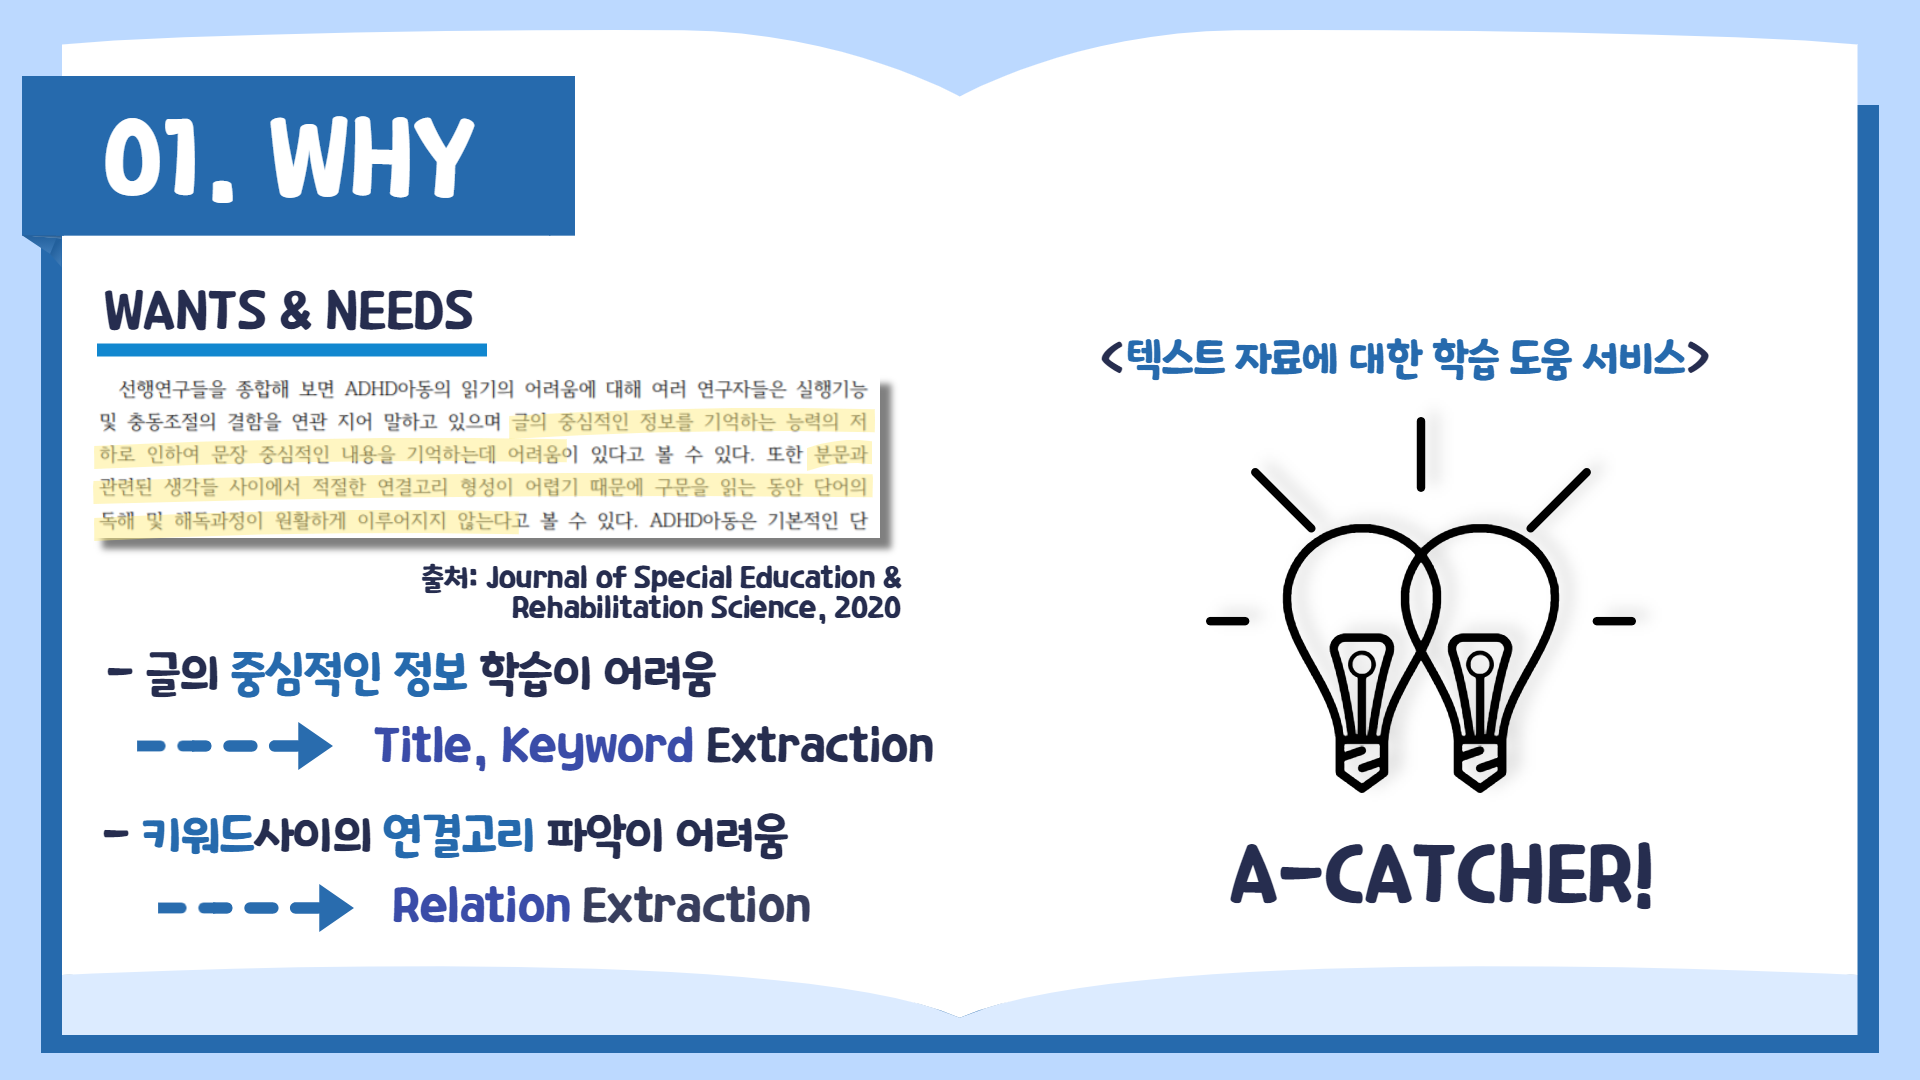 01. WHY
WANTS & NEEDS
선행연구들을 종합해 보면 ADHD아동의 읽기의 어려움에 대해 여러 연구자들은 실행기능
및 충동조절의 결함을 연관 지어 말하고 있으며 글의 중심적인 정보를 기억하는 능력의 저
하로 인하여 문장 중심적인 내용을 기억하는데 어려움이 있다고 볼 수 있다. 또한 분문과
관련된 생각들 사이에서 적절한 연결고리 형성이 어렵기 때문에 구문을 읽는 동안 단어의
독해 및 해독과정이 원활하게 이루어지지 않는다고 볼 수 있다. ADHD아동은 기본적인 단
출처: Journal of Special Education &
Rehabilitation Science, 2020
- 글의 중심적인 정보 학습이 어려움
Title, Keyword Extraction
- 키워드사이의 연결고리 파악이 어려움
Relation Extraction
<텍스트 자료에 대한 학습 도움 서비스>
A-CATCHER!